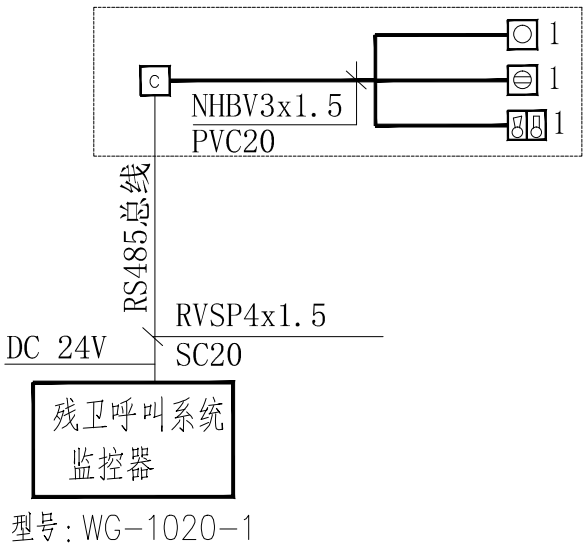 1
C
1
NHBV3x1.5
PVC20
1
RS485总线
RVSP4x1.5
DC 24V
SC20
残卫呼叫系统
监控器
型号: WG-1020-1